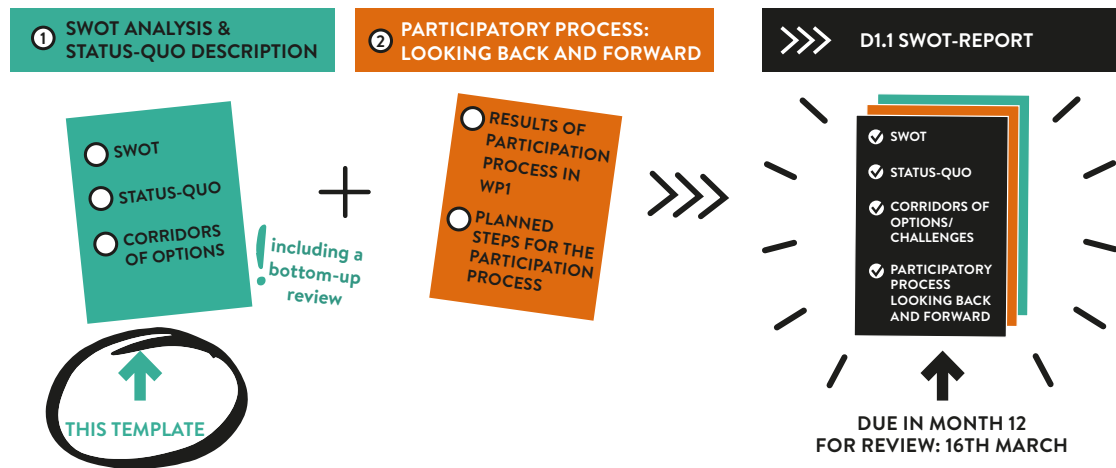 1
SWOT ANALYSIS &
STATUS-QUO DESCRIPTION
2
PARTICIPATORY PROCESS:
LOOKING BACK AND FORWARD
D1.1 SWOT-REPORT
SWOT
STATUS-QUO
CORRIDORS
OF OPTIONS
! including a
bottom-up
review
THIS TEMPLATE
+
RESULTS OF
PARTICIPATION
PROCESS IN
WP1
PLANNED
STEPS FOR THE
PARTICIPATION
PROCESS
SWOT
STATUS-QUO
CORRIDORS OF
OPTIONS/
CHALLENGES
PARTICIPATORY
PROCESS
LOOKING BACK
AND FORWARD
DUE IN MONTH 12
FOR REVIEW: 16TH MARCH